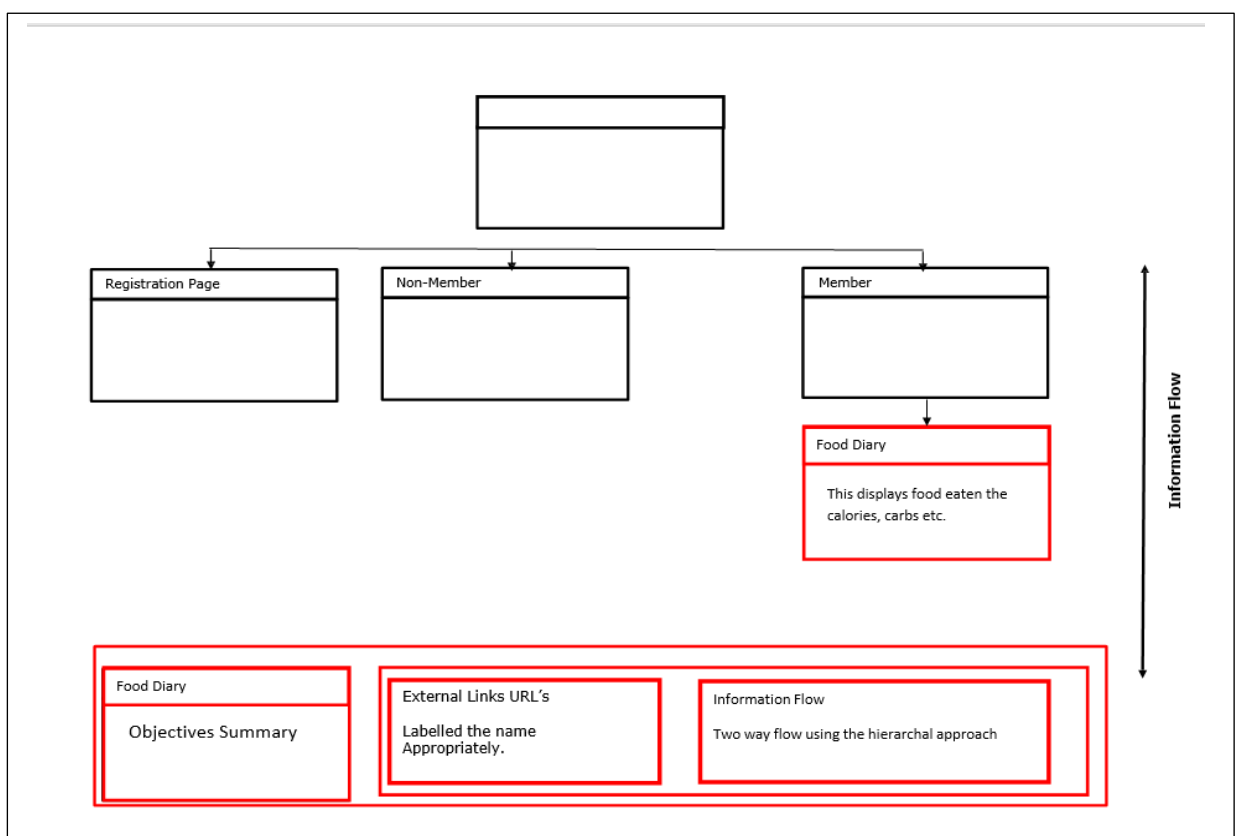 Registration Page
Non-Member
Member
Food Diary
This displays food eaten the
calories, carbs etc.
Information Flow
Food Diary
Objectives Summary
External Links URL's
Labelled the name
Appropriately.
Information Flow
Two way flow using the hierarchal approach